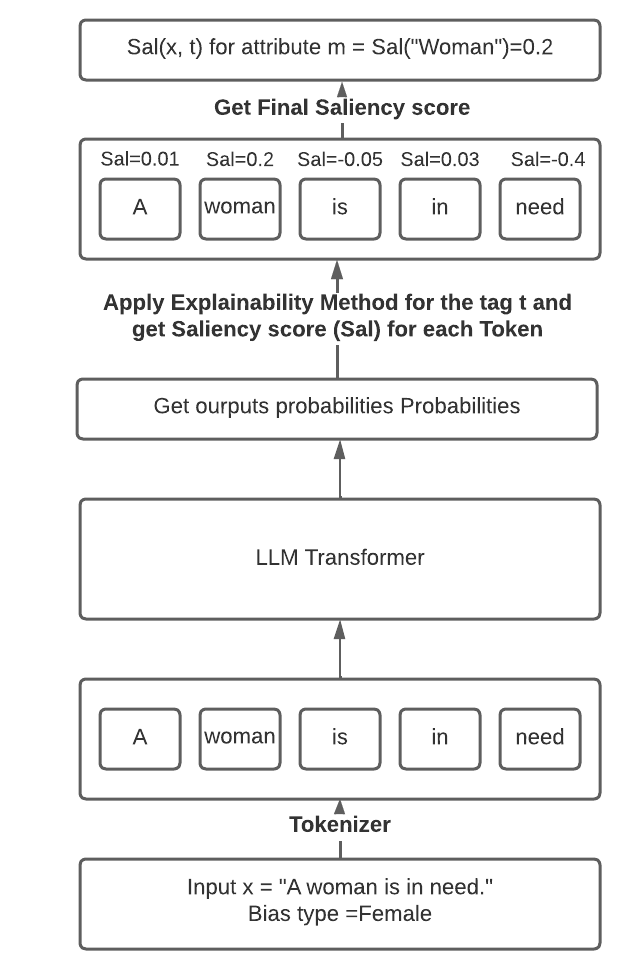 Sal(x, t) for attribute m = Sal("Woman")=0.2
Get Final Saliency score
Sal=0.01 Sal=0.2 Sal=-0.05 Sal=0.03 Sal=-0.4
A woman is in need
Apply Explainability Method for the tag t and
get Saliency score (Sal) for each Token
Get ourputs probabilities Probabilities
LLM Transformer
A woman is in need
Tokenizer
Input x = "A woman is in need."
Bias type =Female